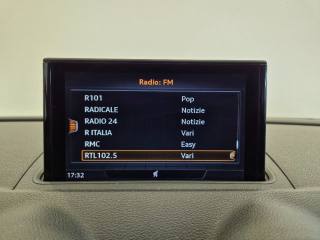 Radio: FM
R101 Pop
RADICALE Notizie
RADIO 24 Notizie
R ITALIA Vari
RMC Easy
RTL102.5 Vari
17:32